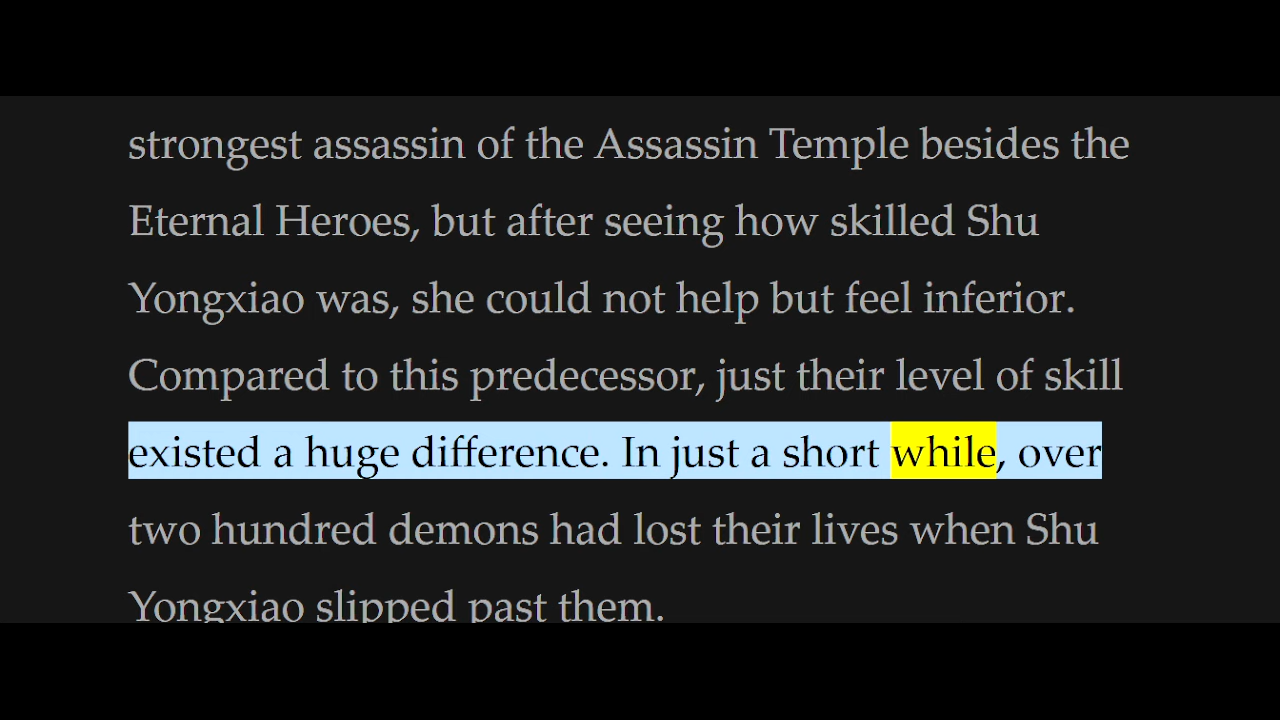 strongest assassin of the Assassin Temple besides the
Eternal Heroes, but after seeing how skilled Shu
Yongxiao was, she could not help but feel inferior.
Compared to this predecessor, just their level of skill
existed a huge difference. In just a short while, over
two hundred demons had lost their lives when Shu
Yongxiao slipped past them.